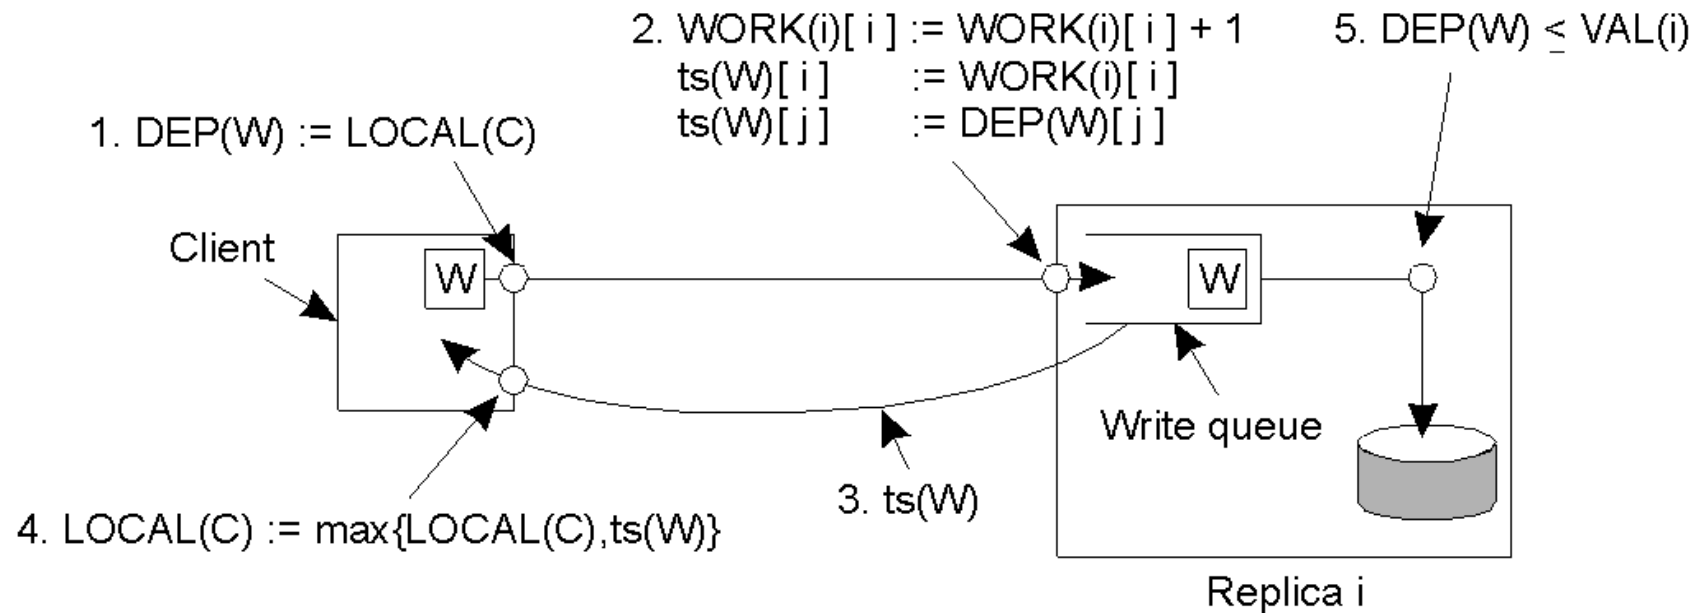 2. WORK(i)[ i ] := WORK(i)[ i ] + 1
ts(W)[ i ] := WORK(i)[ i ]
ts(W)[ j ] := DEP(W)[ j ]
5. DEP(W) ≤ VAL(i)
1. DEP(W) := LOCAL(C)
Client
W
W
Write queue
3. ts(W)
4. LOCAL(C) := max{LOCAL(C),ts(W)}
Replica i